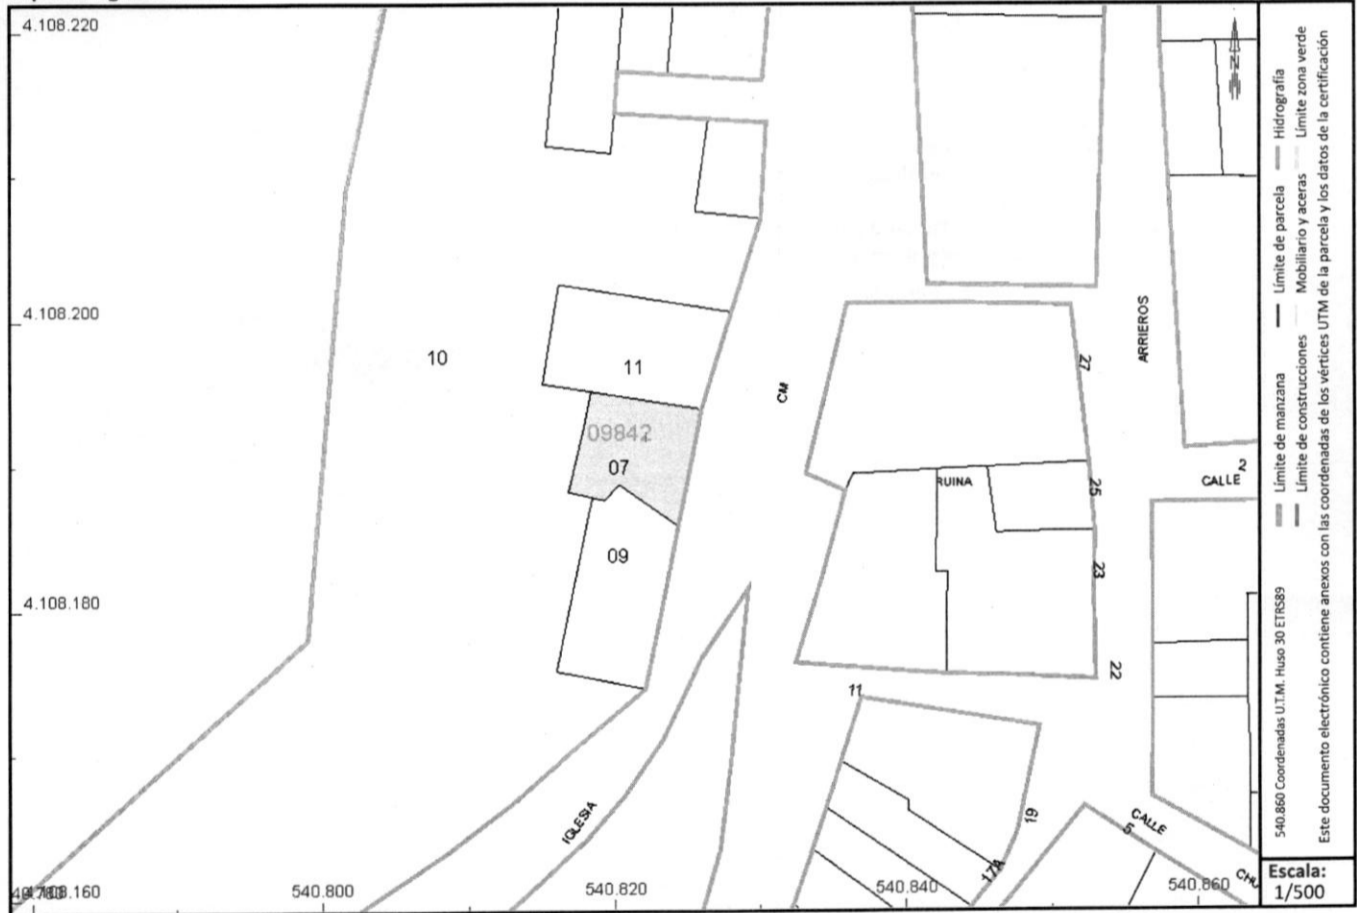 4.108.220
4.108.200
10
11
CM
27
ARRIEROS
09842
07
RUINA
25
2
CALLE
09
23
4.108.180
22
11
IGLESIA
19
17A
CALLE
5
4.108.160
540.800
540.820
540.840
540.860
N
Límite de manzana
Límite de parcela
Hidrografía
Límite de construcciones
Mobiliario y aceras
Límite zona verde
540.860 Coordenadas U.T.M. Huso 30 ETRS89
Este documento electrónico contiene anexos con las coordenadas de los vértices UTM de la parcela y los datos de la certificación
Escala:
1/500